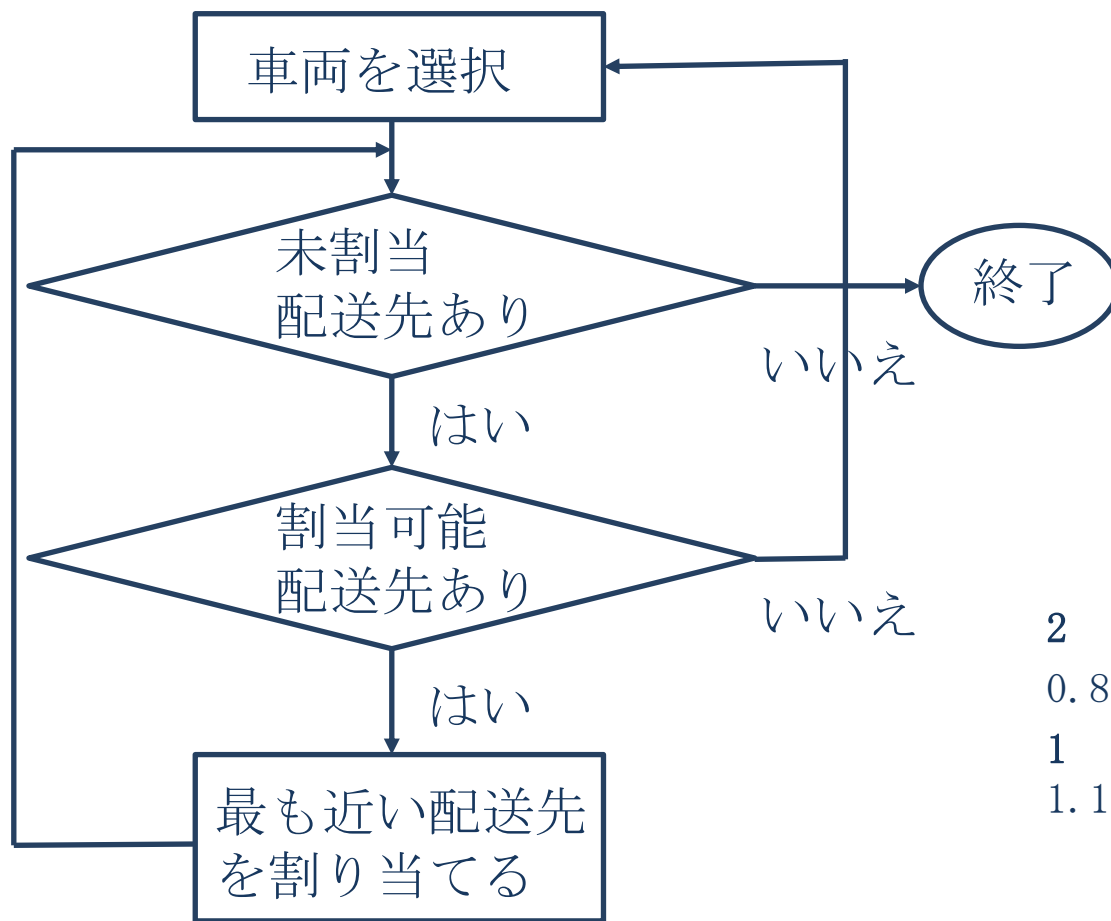 車両を選択
未割当
配送先あり
終了
いいえ
はい
割当可能
配送先あり
いいえ
はい
最も近い配送先
を割り当てる
2
0.8
1
1.1